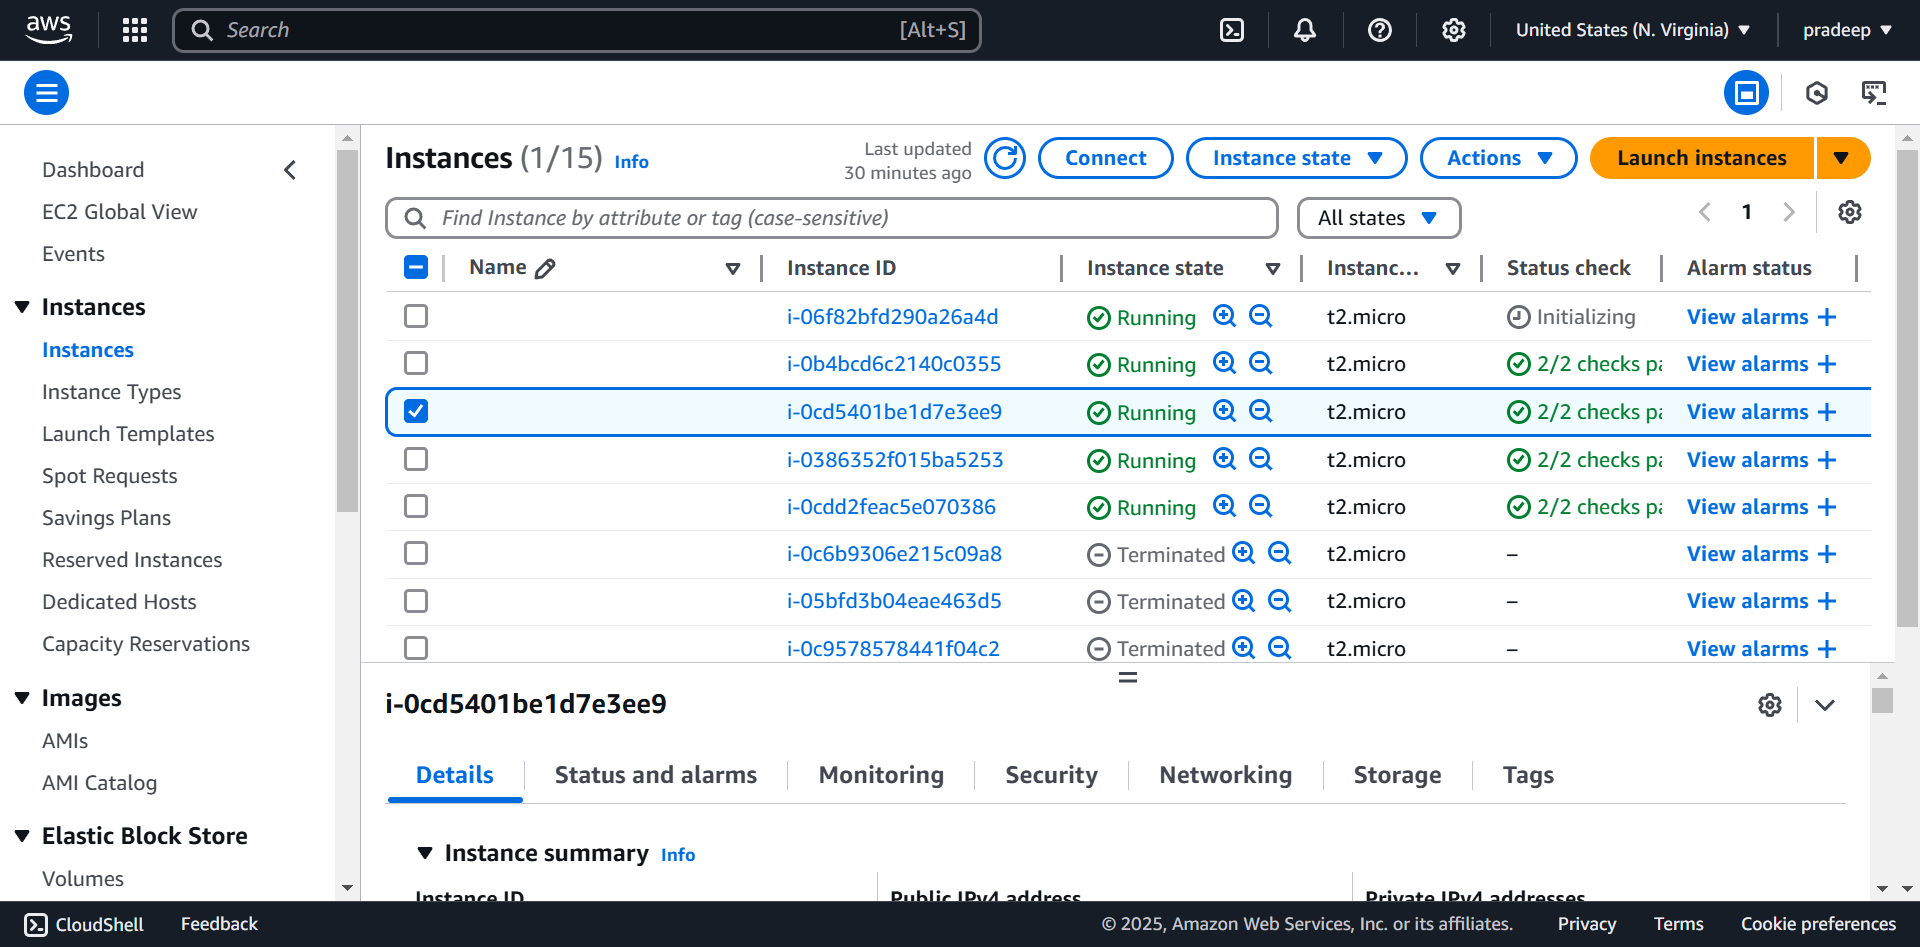 aws
Search [Alt+S]
United States (N. Virginia)
pradeep
Dashboard
EC2 Global View
Events
Instances
Instances
Instance Types
Launch Templates
Spot Requests
Savings Plans
Reserved Instances
Dedicated Hosts
Capacity Reservations
Images
AMIs
AMI Catalog
Elastic Block Store
Volumes
Instances (1/15) Info
Last updated
30 minutes ago
Connect
Instance state
Actions
Launch instances
Find Instance by attribute or tag (case-sensitive)
All states
1
Name Instance ID Instance state Instanc... Status check Alarm status
i-06f82bfd290a26a4d Running t2.micro Initializing View alarms +
i-0b4bcd6c2140c0355 Running t2.micro 2/2 checks pa View alarms +
i-0cd5401be1d7e3ee9 Running t2.micro 2/2 checks pa View alarms +
i-0386352f015ba5253 Running t2.micro 2/2 checks pa View alarms +
i-0cdd2feac5e070386 Running t2.micro 2/2 checks pa View alarms +
i-0c6b9306e215c09a8 Terminated t2.micro – View alarms +
i-05bfd3b04eae463d5 Terminated t2.micro – View alarms +
i-0c9578578441f04c2 Terminated t2.micro – View alarms +
i-0cd5401be1d7e3ee9
Details Status and alarms Monitoring Security Networking Storage Tags
Instance summary Info
Instance ID Public IPv4 address Private IPv4 addresses
CloudShell Feedback © 2025, Amazon Web Services, Inc. or its affiliates. Privacy Terms Cookie preferences